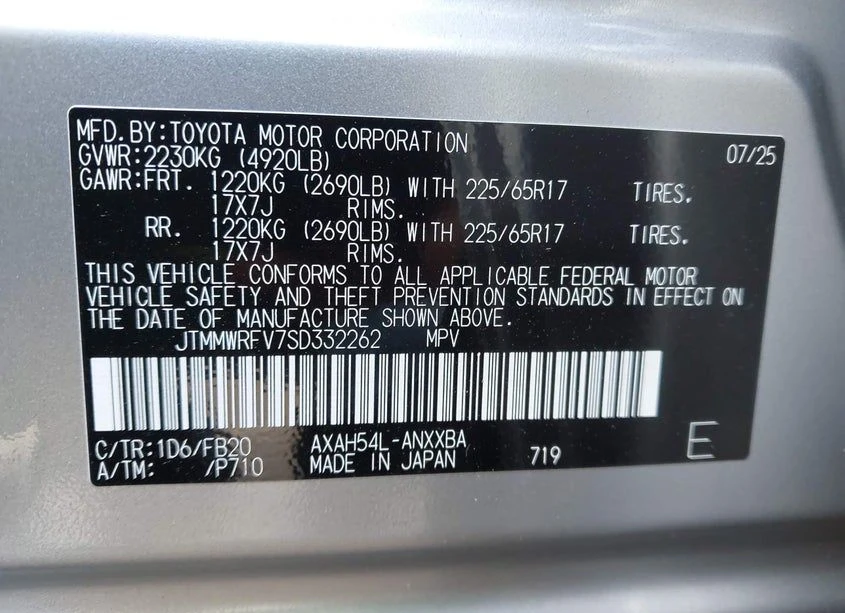 MFD.BY:TOYOTA MOTOR CORPORATION 07/25
GVWR:2230KG (4920LB)
GAWR:FRT. 1220KG (2690LB) WITH 225/65R17 TIRES.
17X7J RIMS.
RR. 1220KG (2690LB) WITH 225/65R17 TIRES.
17X7J RIMS.
THIS VEHICLE CONFORMS TO ALL APPLICABLE FEDERAL MOTOR
VEHICLE SAFETY AND THEFT PREVENTION STANDARDS IN EFFECT ON
THE DATE OF MANUFACTURE SHOWN ABOVE.
JTMMWRFV7SD332262 MPV
C/TR:1D6/FB20 AXAH54L-ANXXBA E
A/TM: /P710 MADE IN JAPAN 719